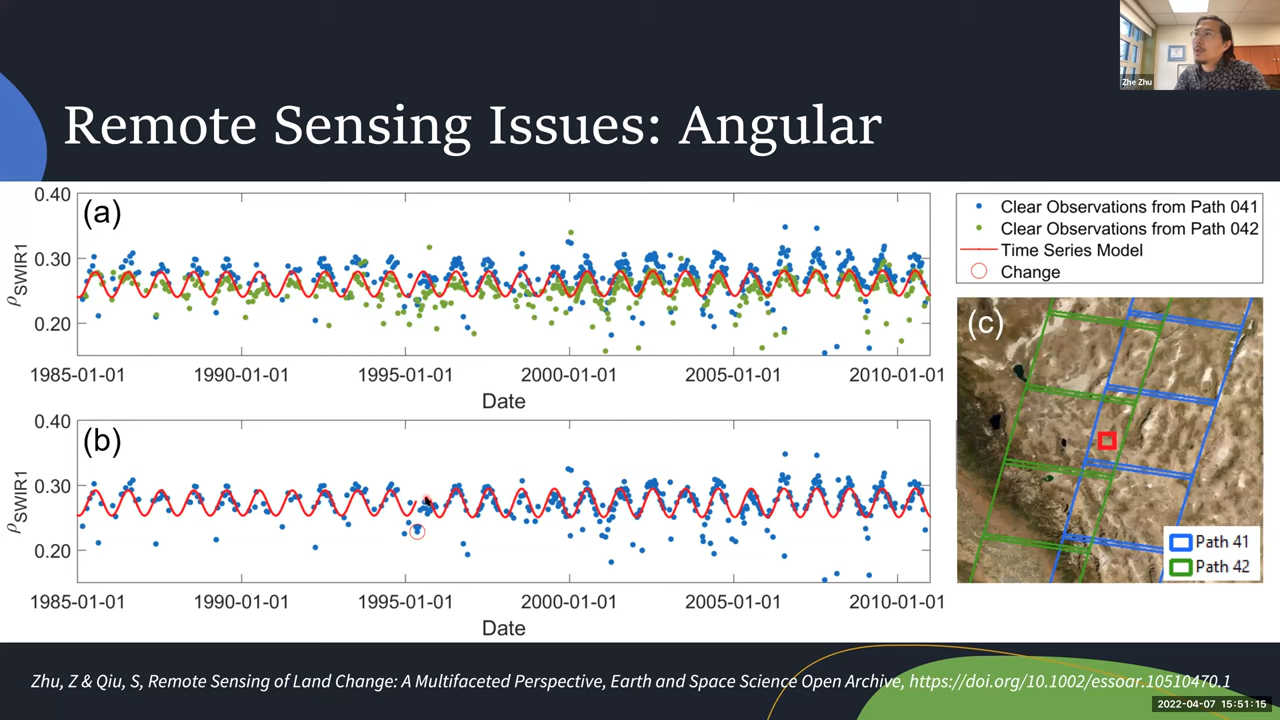 Zhe Zhu
Remote Sensing Issues: Angular
(a)
0.40
0.30
0.20
ρSWIR1
1985-01-01 1990-01-01 1995-01-01 2000-01-01 2005-01-01 2010-01-01
Date
(b)
0.40
0.30
0.20
ρSWIR1
1985-01-01 1990-01-01 1995-01-01 2000-01-01 2005-01-01 2010-01-01
Date
Clear Observations from Path 041
Clear Observations from Path 042
Time Series Model
Change
(c)
Path 41
Path 42
Zhu, Z & Qiu, S, Remote Sensing of Land Change: A Multifaceted Perspective, Earth and Space Science Open Archive, https://doi.org/10.1002/essoar.10510470.1
2022-04-07 15:51:15